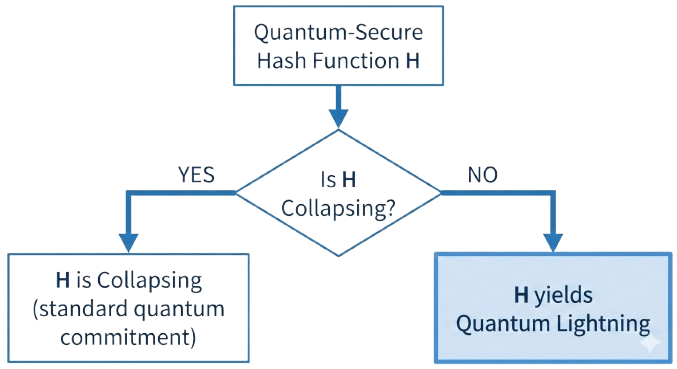 Quantum-Secure
Hash Function H
Is H
Collapsing?
YES
NO
H is Collapsing
(standard quantum
commitment)
H yields
Quantum Lightning